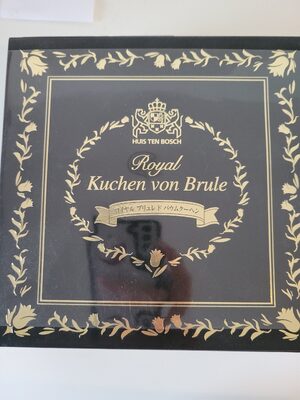 HUIS TEN BOSCH
Royal
Kuchen von Brule
ロイヤル ブリュレ ド バウムクーヘン